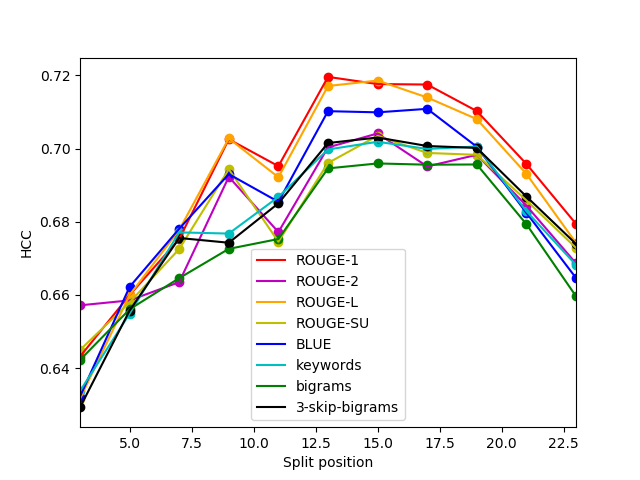 0.72
0.70
0.68
0.66
0.64
HCC
ROUGE-1
ROUGE-2
ROUGE-L
ROUGE-SU
BLUE
keywords
bigrams
3-skip-bigrams
5.0 7.5 10.0 12.5 15.0 17.5 20.0 22.5
Split position